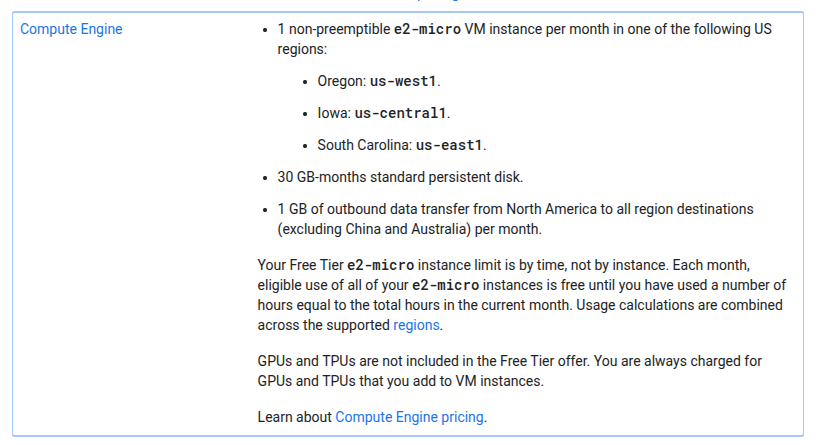 Compute Engine
• 1 non-preemptible e2-micro VM instance per month in one of the following US
regions:
• Oregon: us-west1.
• Iowa: us-central1.
• South Carolina: us-east1.
• 30 GB-months standard persistent disk.
• 1 GB of outbound data transfer from North America to all region destinations
(excluding China and Australia) per month.
Your Free Tier e2-micro instance limit is by time, not by instance. Each month,
eligible use of all of your e2-micro instances is free until you have used a number of
hours equal to the total hours in the current month. Usage calculations are combined
across the supported regions.
GPUs and TPUs are not included in the Free Tier offer. You are always charged for
GPUs and TPUs that you add to VM instances.
Learn about Compute Engine pricing.